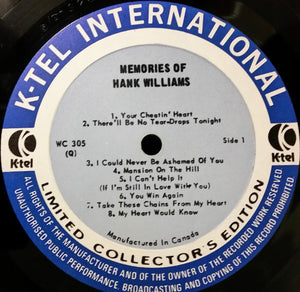 K-TEL INTERNATIONAL
MEMORIES OF
HANK WILLIAMS
1. Your Cheatin' Heart
2. There'll Be No Tear-Drops Tonight
WC 305
(Q)
Side 1
K-tel
K-tel
3. I Could Never Be Ashamed Of You
4. Mansion On The Hill
5. I Can't Help It
(If I'm Still In Love With You)
6. You Win Again
7. Take These Chains From My Heart
8. My Heart Would Know
Manufactured In Canada
LIMITED COLLECTOR'S EDITION
ALL RIGHTS OF THE MANUFACTURER AND OF THE OWNER OF THE RECORDED WORK RESERVED
UNAUTHORISED PUBLIC PERFORMANCE, BROADCASTING AND COPYING OF THIS RECORD PROHIBITED